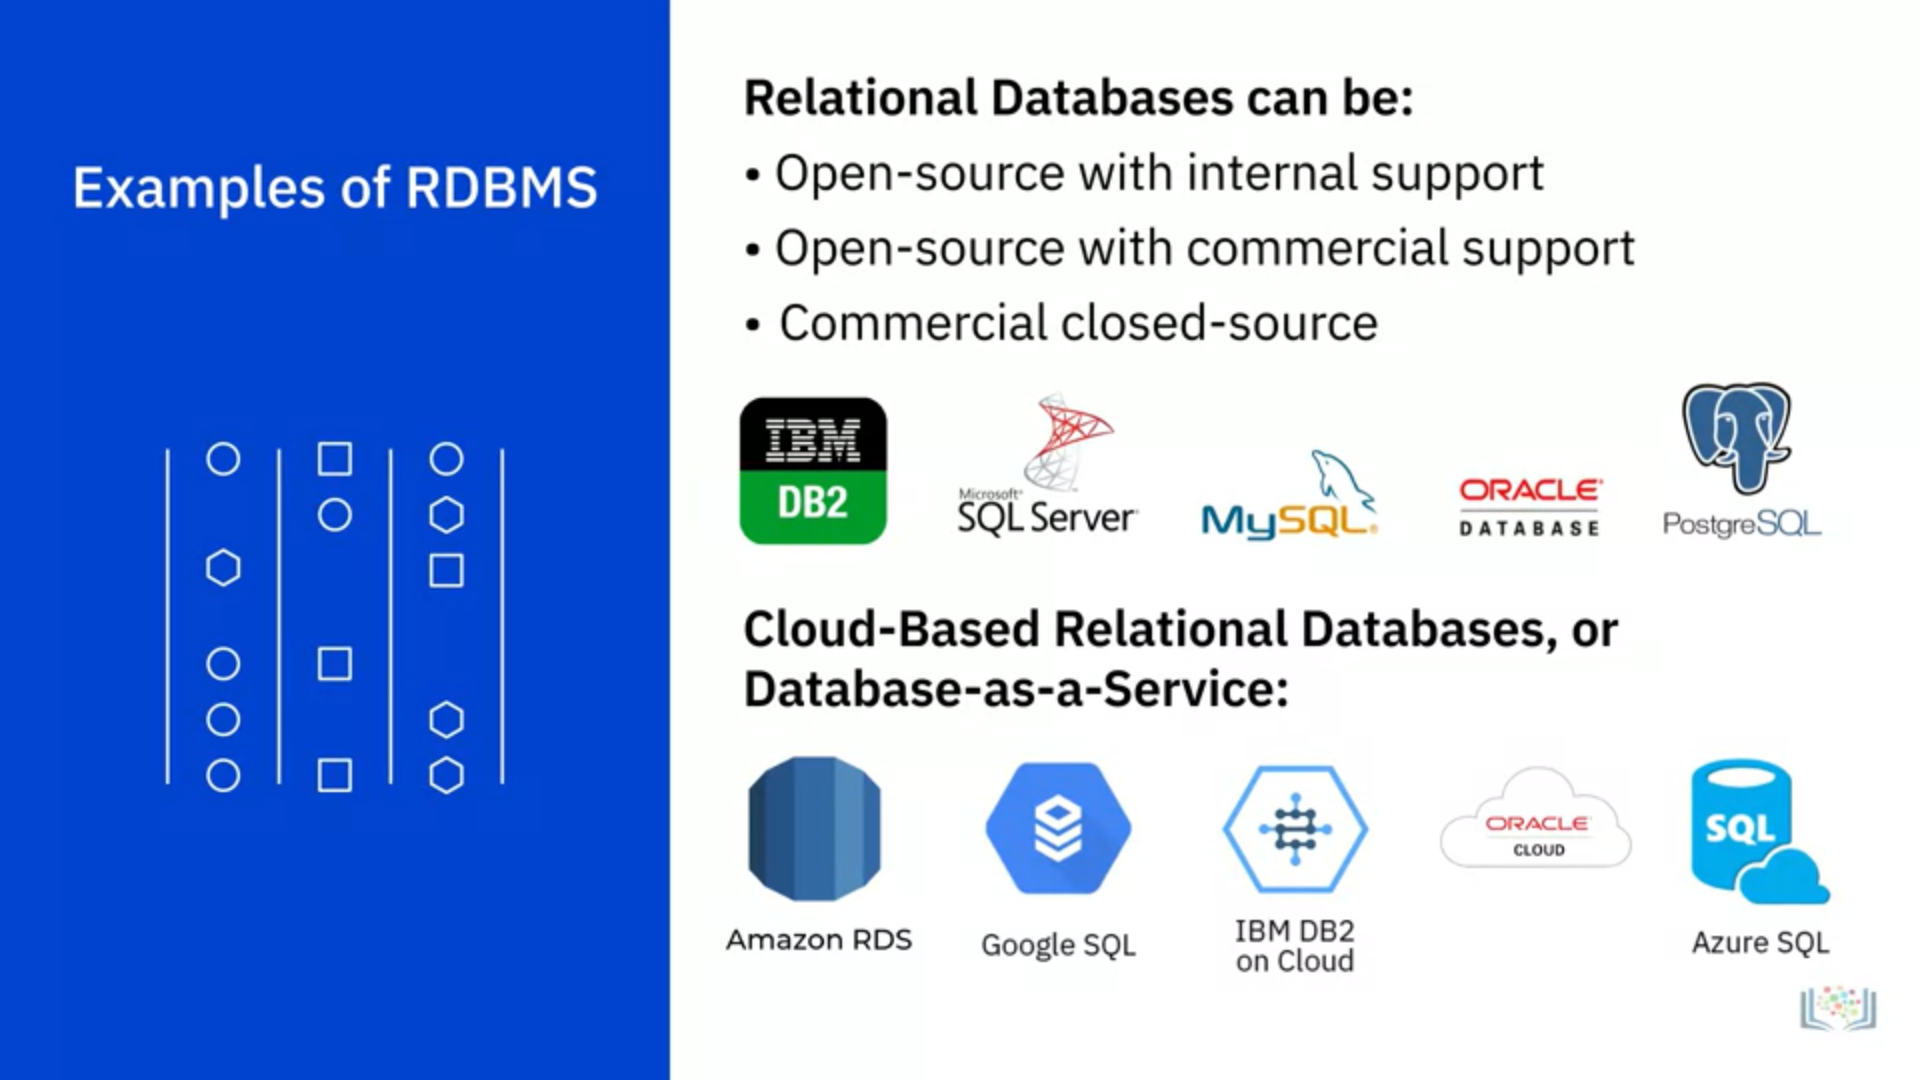 Examples of RDBMS
Relational Databases can be:
• Open-source with internal support
• Open-source with commercial support
• Commercial closed-source
IBM
DB2
Microsoft®
SQL Server
MySQL®
ORACLE®
DATABASE
PostgreSQL
Cloud-Based Relational Databases, or
Database-as-a-Service:
ORACLE
CLOUD
SQL
Amazon RDS
Google SQL
IBM DB2
on Cloud
Azure SQL